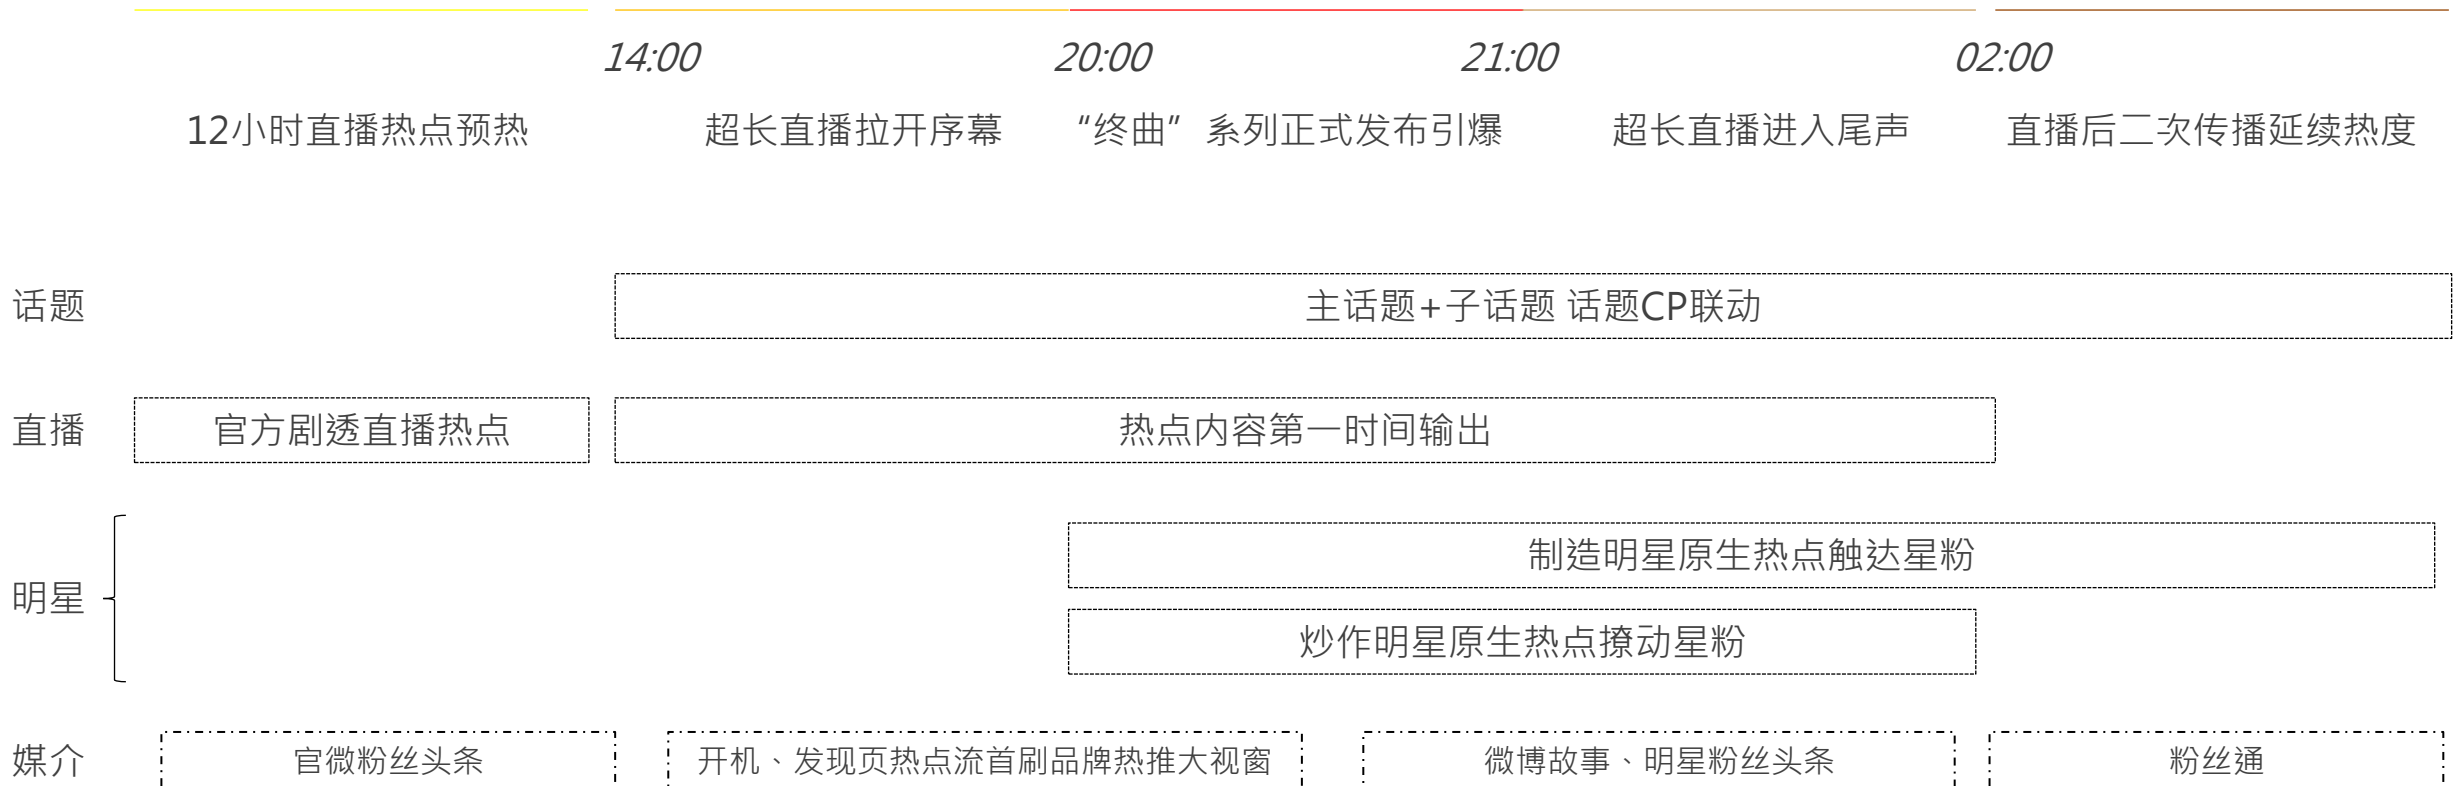 14:00
20:00
21:00
02:00
12小时直播热点预热
超长直播拉开序幕
“终曲”系列正式发布引爆
超长直播进入尾声
直播后二次传播延续热度
话题
主话题+子话题 话题CP联动
直播
官方剧透直播热点
热点内容第一时间输出
明星
制造明星原生热点触达星粉
炒作明星原生热点撩动星粉
媒介
官微粉丝头条
开机、发现页热点流首刷品牌热推大视窗
微博故事、明星粉丝头条
粉丝通